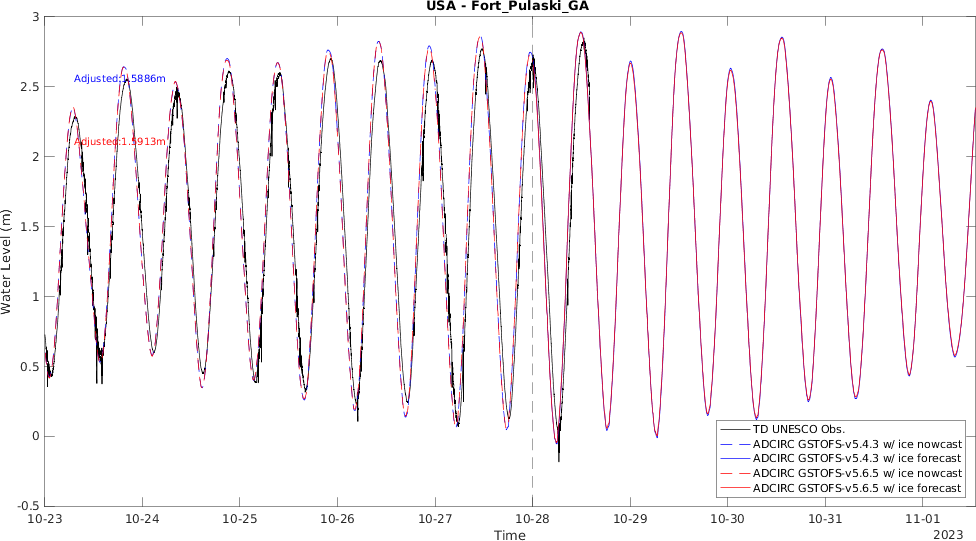 USA - Fort_Pulaski_GA
3
2.5
2
1.5
1
0.5
0
-0.5
Water Level (m)
Adjusted:1.5886m
Adjusted:1.5913m
TD UNESCO Obs.
ADCIRC GSTOFS-v5.4.3 w/ ice nowcast
ADCIRC GSTOFS-v5.4.3 w/ ice forecast
ADCIRC GSTOFS-v5.6.5 w/ ice nowcast
ADCIRC GSTOFS-v5.6.5 w/ ice forecast
10-23 10-24 10-25 10-26 10-27 10-28 10-29 10-30 10-31 11-01
Time
2023